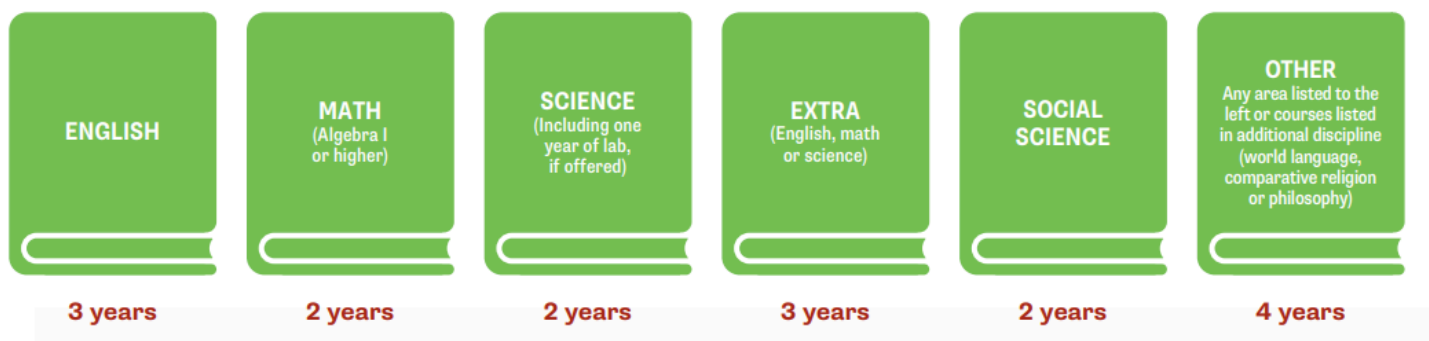 ENGLISH
3 years
MATH
(Algebra I
or higher)
2 years
SCIENCE
(Including one
year of lab,
if offered)
2 years
EXTRA
(English, math
or science)
3 years
SOCIAL
SCIENCE
2 years
OTHER
Any area listed to the
left or courses listed
in additional discipline
(world language,
comparative religion
or philosophy)
4 years